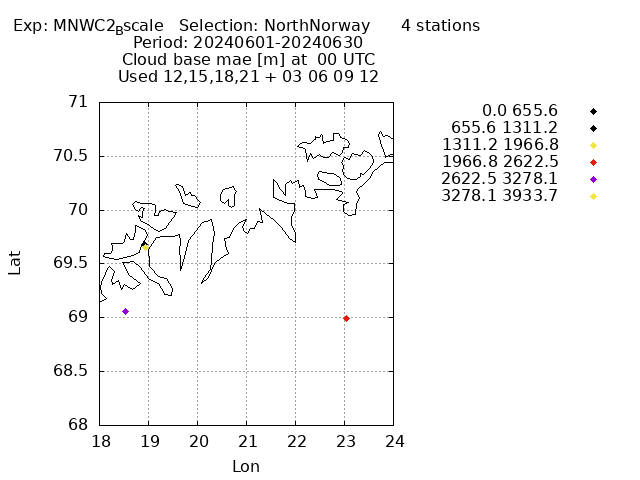 Exp: MNWC2Bscale   Selection: NorthNorway      4 stations
Period: 20240601-20240630
Cloud base mae [m] at  00 UTC
Used 12,15,18,21 + 03 06 09 12
0.0 655.6
655.6 1311.2
1311.2 1966.8
1966.8 2622.5
2622.5 3278.1
3278.1 3933.7
71
70.5
70
69.5
69
68.5
68
Lat
18 19 20 21 22 23 24
Lon